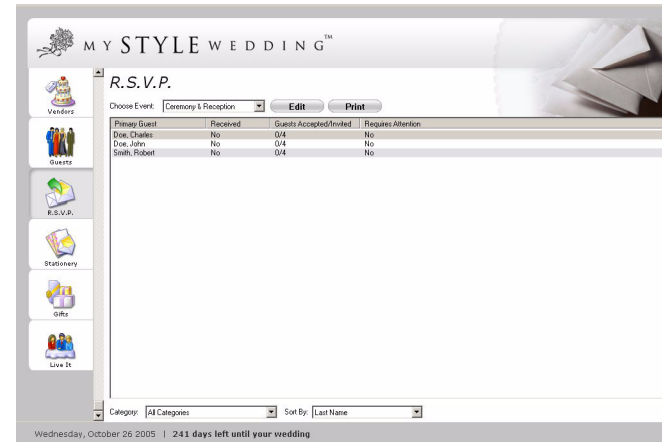 MY STYLE WEDDING™
R.S.V.P.
Choose Event: Ceremony & Reception Edit Print
Primary Guest Received Guests Accepted/Invited Requires Attention
Doe, Charles No 0/4 No
Doe, John No 0/4 No
Smith, Robert No 0/4 No
Vendors
Guests
R.S.V.P.
Stationery
Gifts
Live It
Category: All Categories Sort By: Last Name
Wednesday, October 26 2005 | 241 days left until your wedding